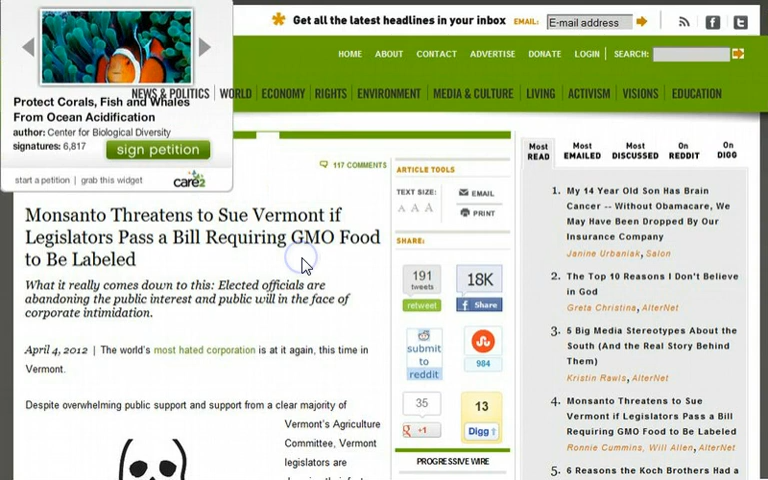 Get all the latest headlines in your inbox EMAIL: E-mail address
HOME ABOUT CONTACT ADVERTISE DONATE LOGIN SEARCH:
NEWS & POLITICS WORLD ECONOMY RIGHTS ENVIRONMENT MEDIA & CULTURE LIVING ACTIVISM VISIONS EDUCATION
Protect Corals, Fish and Whales
From Ocean Acidification
author: Center for Biological Diversity
signatures: 6,817
sign petition
start a petition | grab this widget
care2
117 COMMENTS
Monsanto Threatens to Sue Vermont if
Legislators Pass a Bill Requiring GMO Food
to Be Labeled
What it really comes down to this: Elected officials are
abandoning the public interest and public will in the face of
corporate intimidation.
April 4, 2012 | The world's most hated corporation is at it again, this time in
Vermont.
Despite overwhelming public support and support from a clear majority of
Vermont's Agriculture
Committee, Vermont
legislators are
ARTICLE TOOLS
TEXT SIZE:
A A A
EMAIL
PRINT
SHARE:
191
tweets
retweet
18K
Share
submit
to
reddit
984
35
+1
13
Digg
PROGRESSIVE WIRE
Most
READ
Most
EMAILED
Most
DISCUSSED
On
REDDIT
On
DIGG
1. My 14 Year Old Son Has Brain
Cancer -- Without Obamacare, We
May Have Been Dropped By Our
Insurance Company
Janine Urbaniak, Salon
2. The Top 10 Reasons I Don't Believe
in God
Greta Christina, AlterNet
3. 5 Big Media Stereotypes About the
South (And the Real Story Behind
Them)
Kristin Rawls, AlterNet
4. Monsanto Threatens to Sue
Vermont if Legislators Pass a Bill
Requiring GMO Food to Be Labeled
Ronnie Cummins, Will Allen, AlterNet
5. 6 Reasons the Koch Brothers Had a